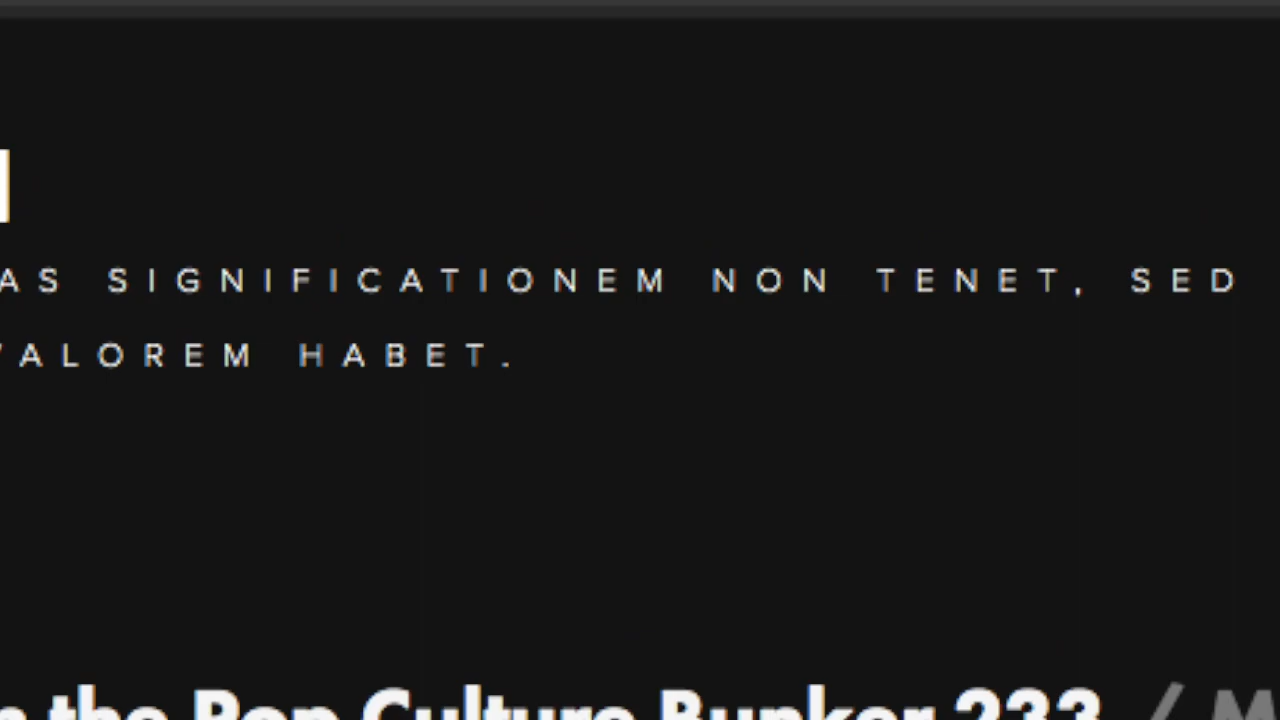 AS SIGNIFICATIONEM NON TENET, SED
VALOREM HABET.
the Pop Culture Bunker 233 / M